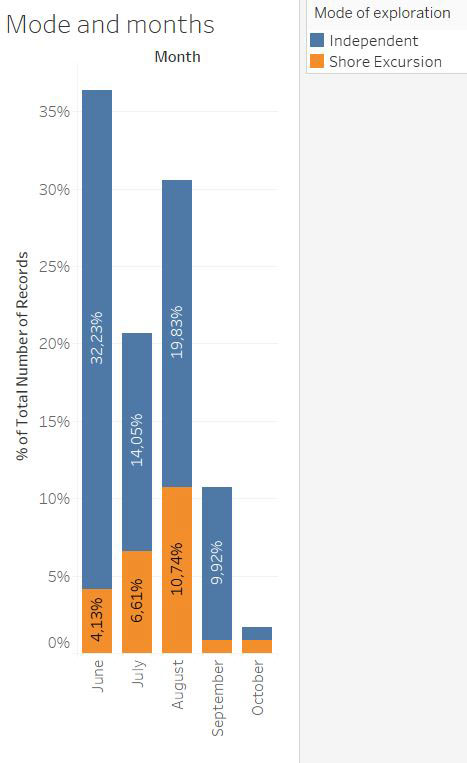 Mode and months
Mode of exploration
Independent
Shore Excursion
Month
% of Total Number of Records
35%
30%
25%
20%
15%
10%
5%
0%
32,23%
4,13%
14,05%
6,61%
19,83%
10,74%
9,92%
June
July
August
September
October